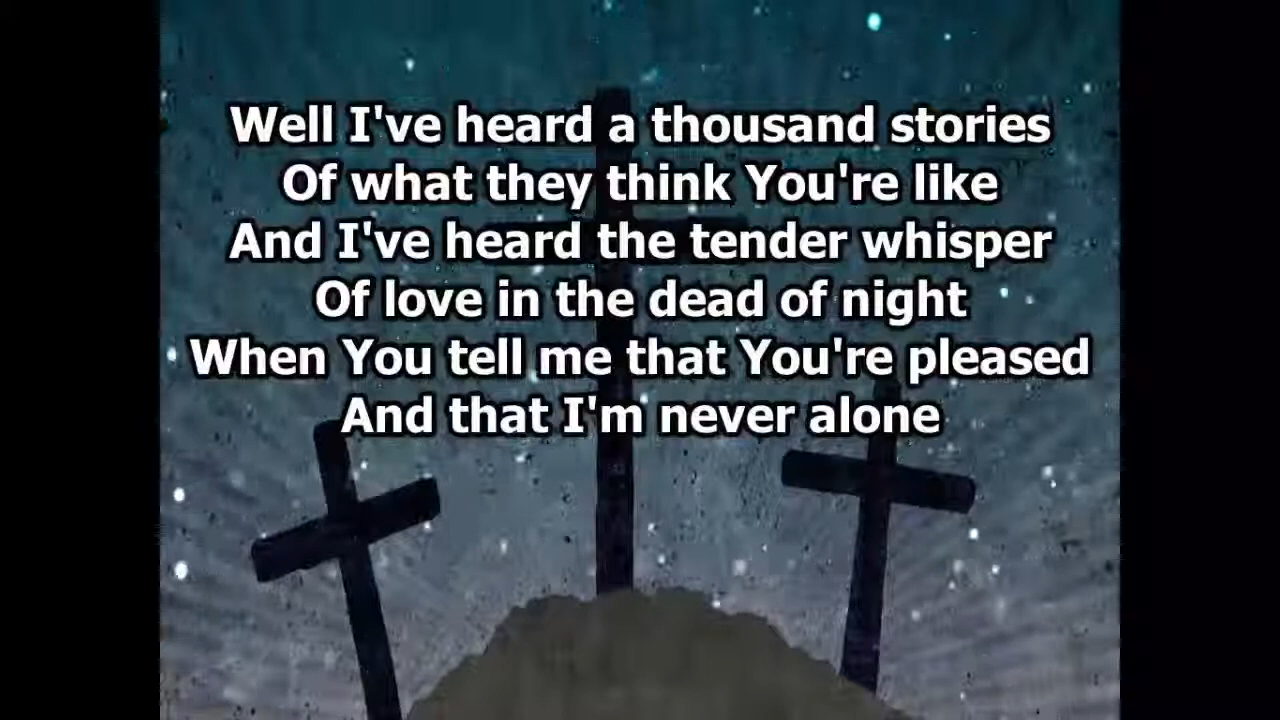 Well I've heard a thousand stories
Of what they think You're like
And I've heard the tender whisper
Of love in the dead of night
When You tell me that You're pleased
And that I'm never alone